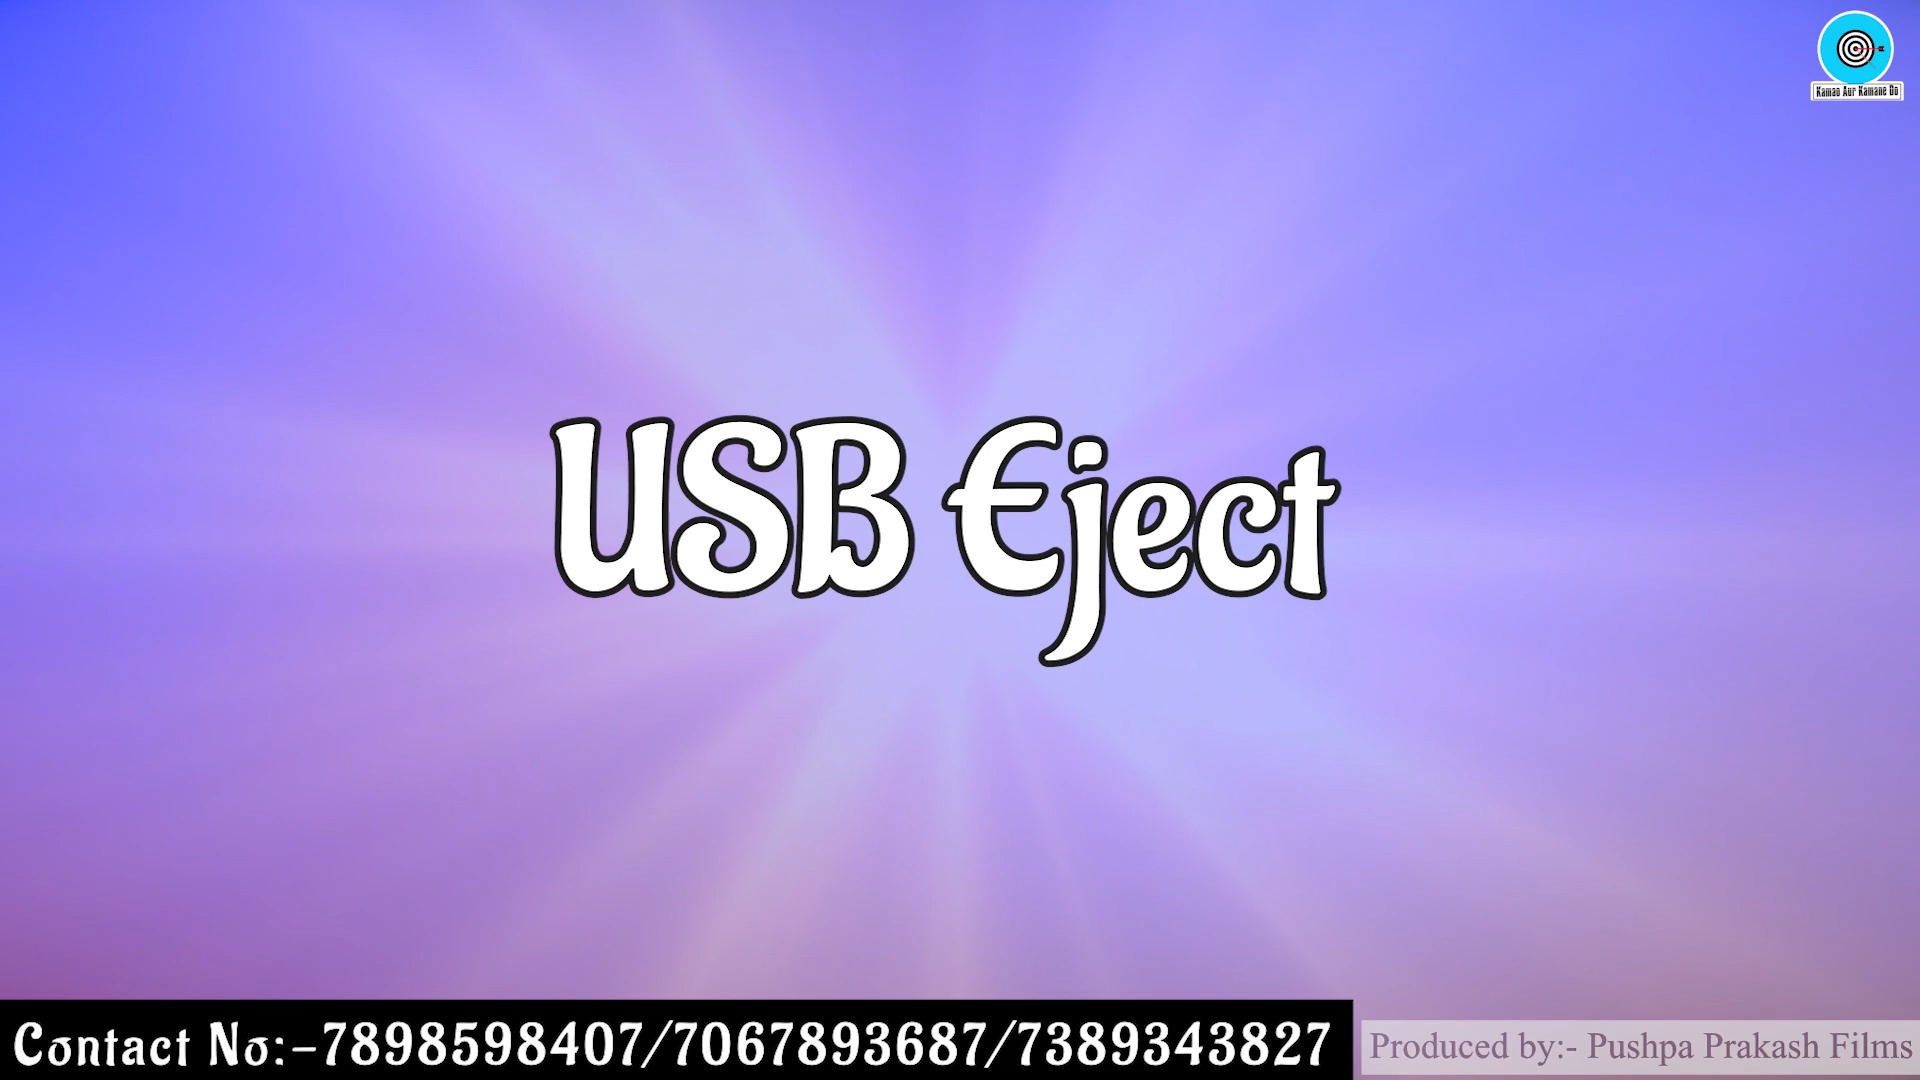 Kamao Aur Kamane Do
USB Eject
Contact No:-7898598407/7067893687/7389343827
Produced by:- Pushpa Prakash Films